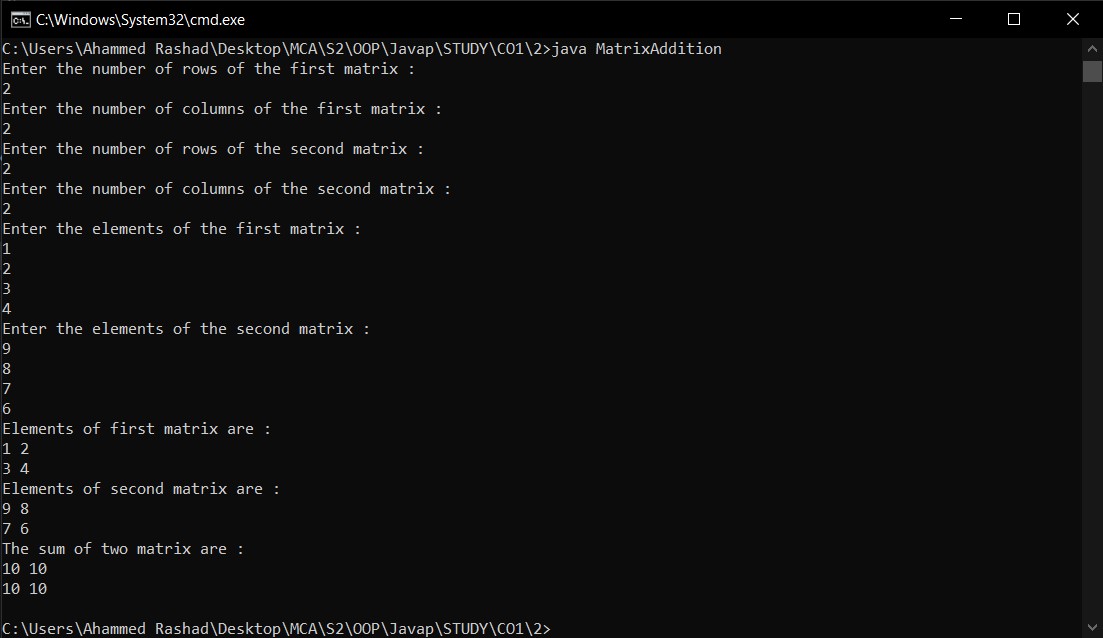 C:\Windows\System32\cmd.exe
C:\Users\Ahammed Rashad\Desktop\MCA\S2\OOP\Javap\STUDY\CO1\2>java MatrixAddition
Enter the number of rows of the first matrix :
2
Enter the number of columns of the first matrix :
2
Enter the number of rows of the second matrix :
2
Enter the number of columns of the second matrix :
2
Enter the elements of the first matrix :
1
2
3
4
Enter the elements of the second matrix :
9
8
7
6
Elements of first matrix are :
1 2
3 4
Elements of second matrix are :
9 8
7 6
The sum of two matrix are :
10 10
10 10
C:\Users\Ahammed Rashad\Desktop\MCA\S2\OOP\Javap\STUDY\CO1\2>